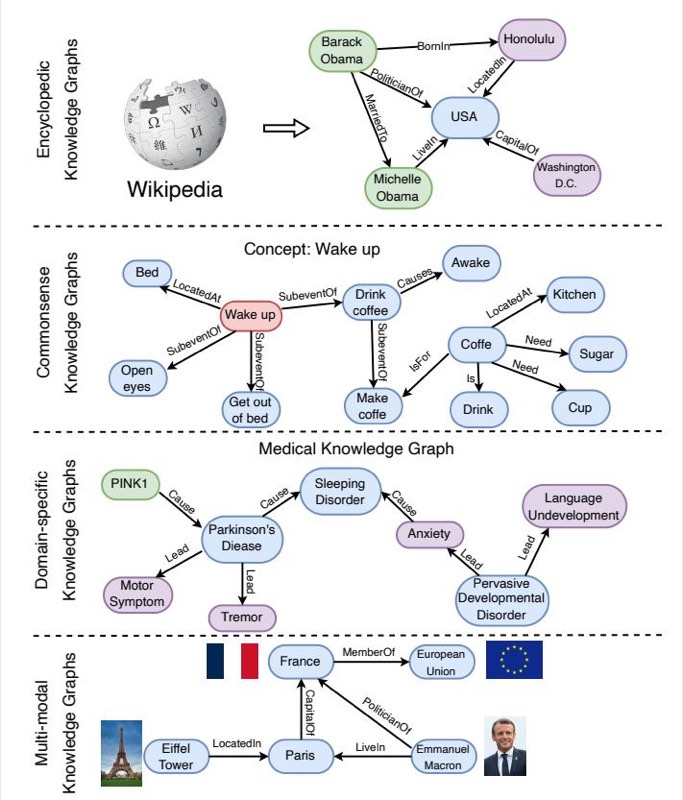 Encyclopedic
Knowledge Graphs
Wikipedia
Ω
W
И
維
Barack
Obama
BornIn
Honolulu
PoliticianOf
LocatedIn
MarriedTo
USA
LiveIn
CapitalOf
Michelle
Obama
Washington
D.C.
Commonsense
Knowledge Graphs
Concept: Wake up
Bed
LocatedAt
Wake up
SubeventOf
Drink
coffee
Causes
Awake
SubeventOf
Open
eyes
SubeventOf
Get out
of bed
SubeventOf
Make
coffe
IsFor
Coffe
LocatedAt
Kitchen
Need
Sugar
Need
Cup
Is
Drink
Domain-specific
Knowledge Graphs
Medical Knowledge Graph
PINK1
Cause
Parkinson's
Diease
Cause
Sleeping
Disorder
Cause
Anxiety
Language
Undevelopment
Lead
Motor
Symptom
Lead
Tremor
Lead
Lead
Pervasive
Developmental
Disorder
Multi-modal
Knowledge Graphs
France
MemberOf
European
Union
CapitalOf
PoliticianOf
Eiffel
Tower
LocatedIn
Paris
LiveIn
Emmanuel
Macron